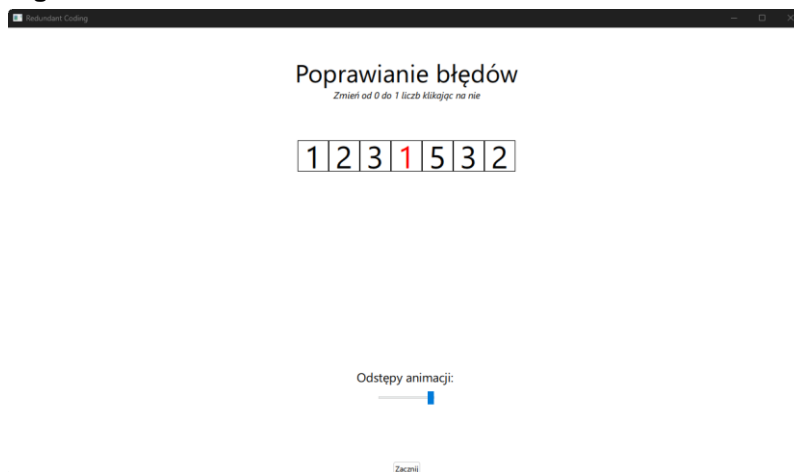 Redundant Coding
Poprawianie błędów
Zmień od 0 do 1 liczb klikając na nie
1 2 3 1 5 3 2
Odstępy animacji:
Zacznij